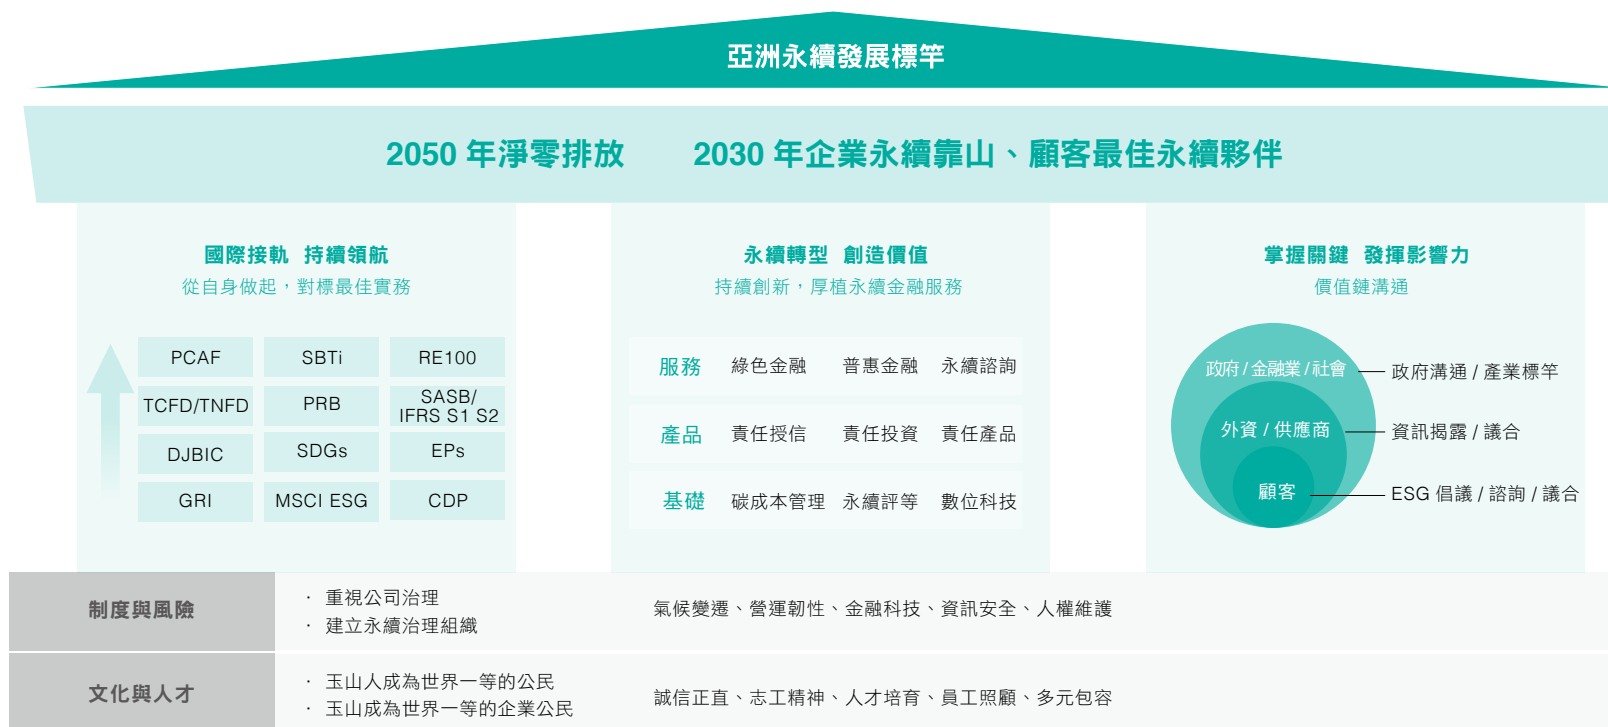 亞洲永續發展標竿
2050 年淨零排放 2030 年企業永續靠山、顧客最佳永續夥伴
國際接軌 持續領航
從自身做起，對標最佳實務
PCAF SBTi RE100
TCFD/TNFD PRB SASB/
IFRS S1 S2
DJBIC SDGs EPs
GRI MSCI ESG CDP
永續轉型 創造價值
持續創新，厚植永續金融服務
服務 綠色金融 普惠金融 永續諮詢
產品 責任授信 責任投資 責任產品
基礎 碳成本管理 永續評等 數位科技
掌握關鍵 發揮影響力
價值鏈溝通
政府 / 金融業 / 社會 政府溝通 / 產業標竿
外資 / 供應商 資訊揭露 / 議合
顧客 ESG 倡議 / 諮詢 / 議合
制度與風險
· 重視公司治理
· 建立永續治理組織
氣候變遷、營運韌性、金融科技、資訊安全、人權維護
文化與人才
· 玉山人成為世界一等的公民
· 玉山成為世界一等的企業公民
誠信正直、志工精神、人才培育、員工照顧、多元包容